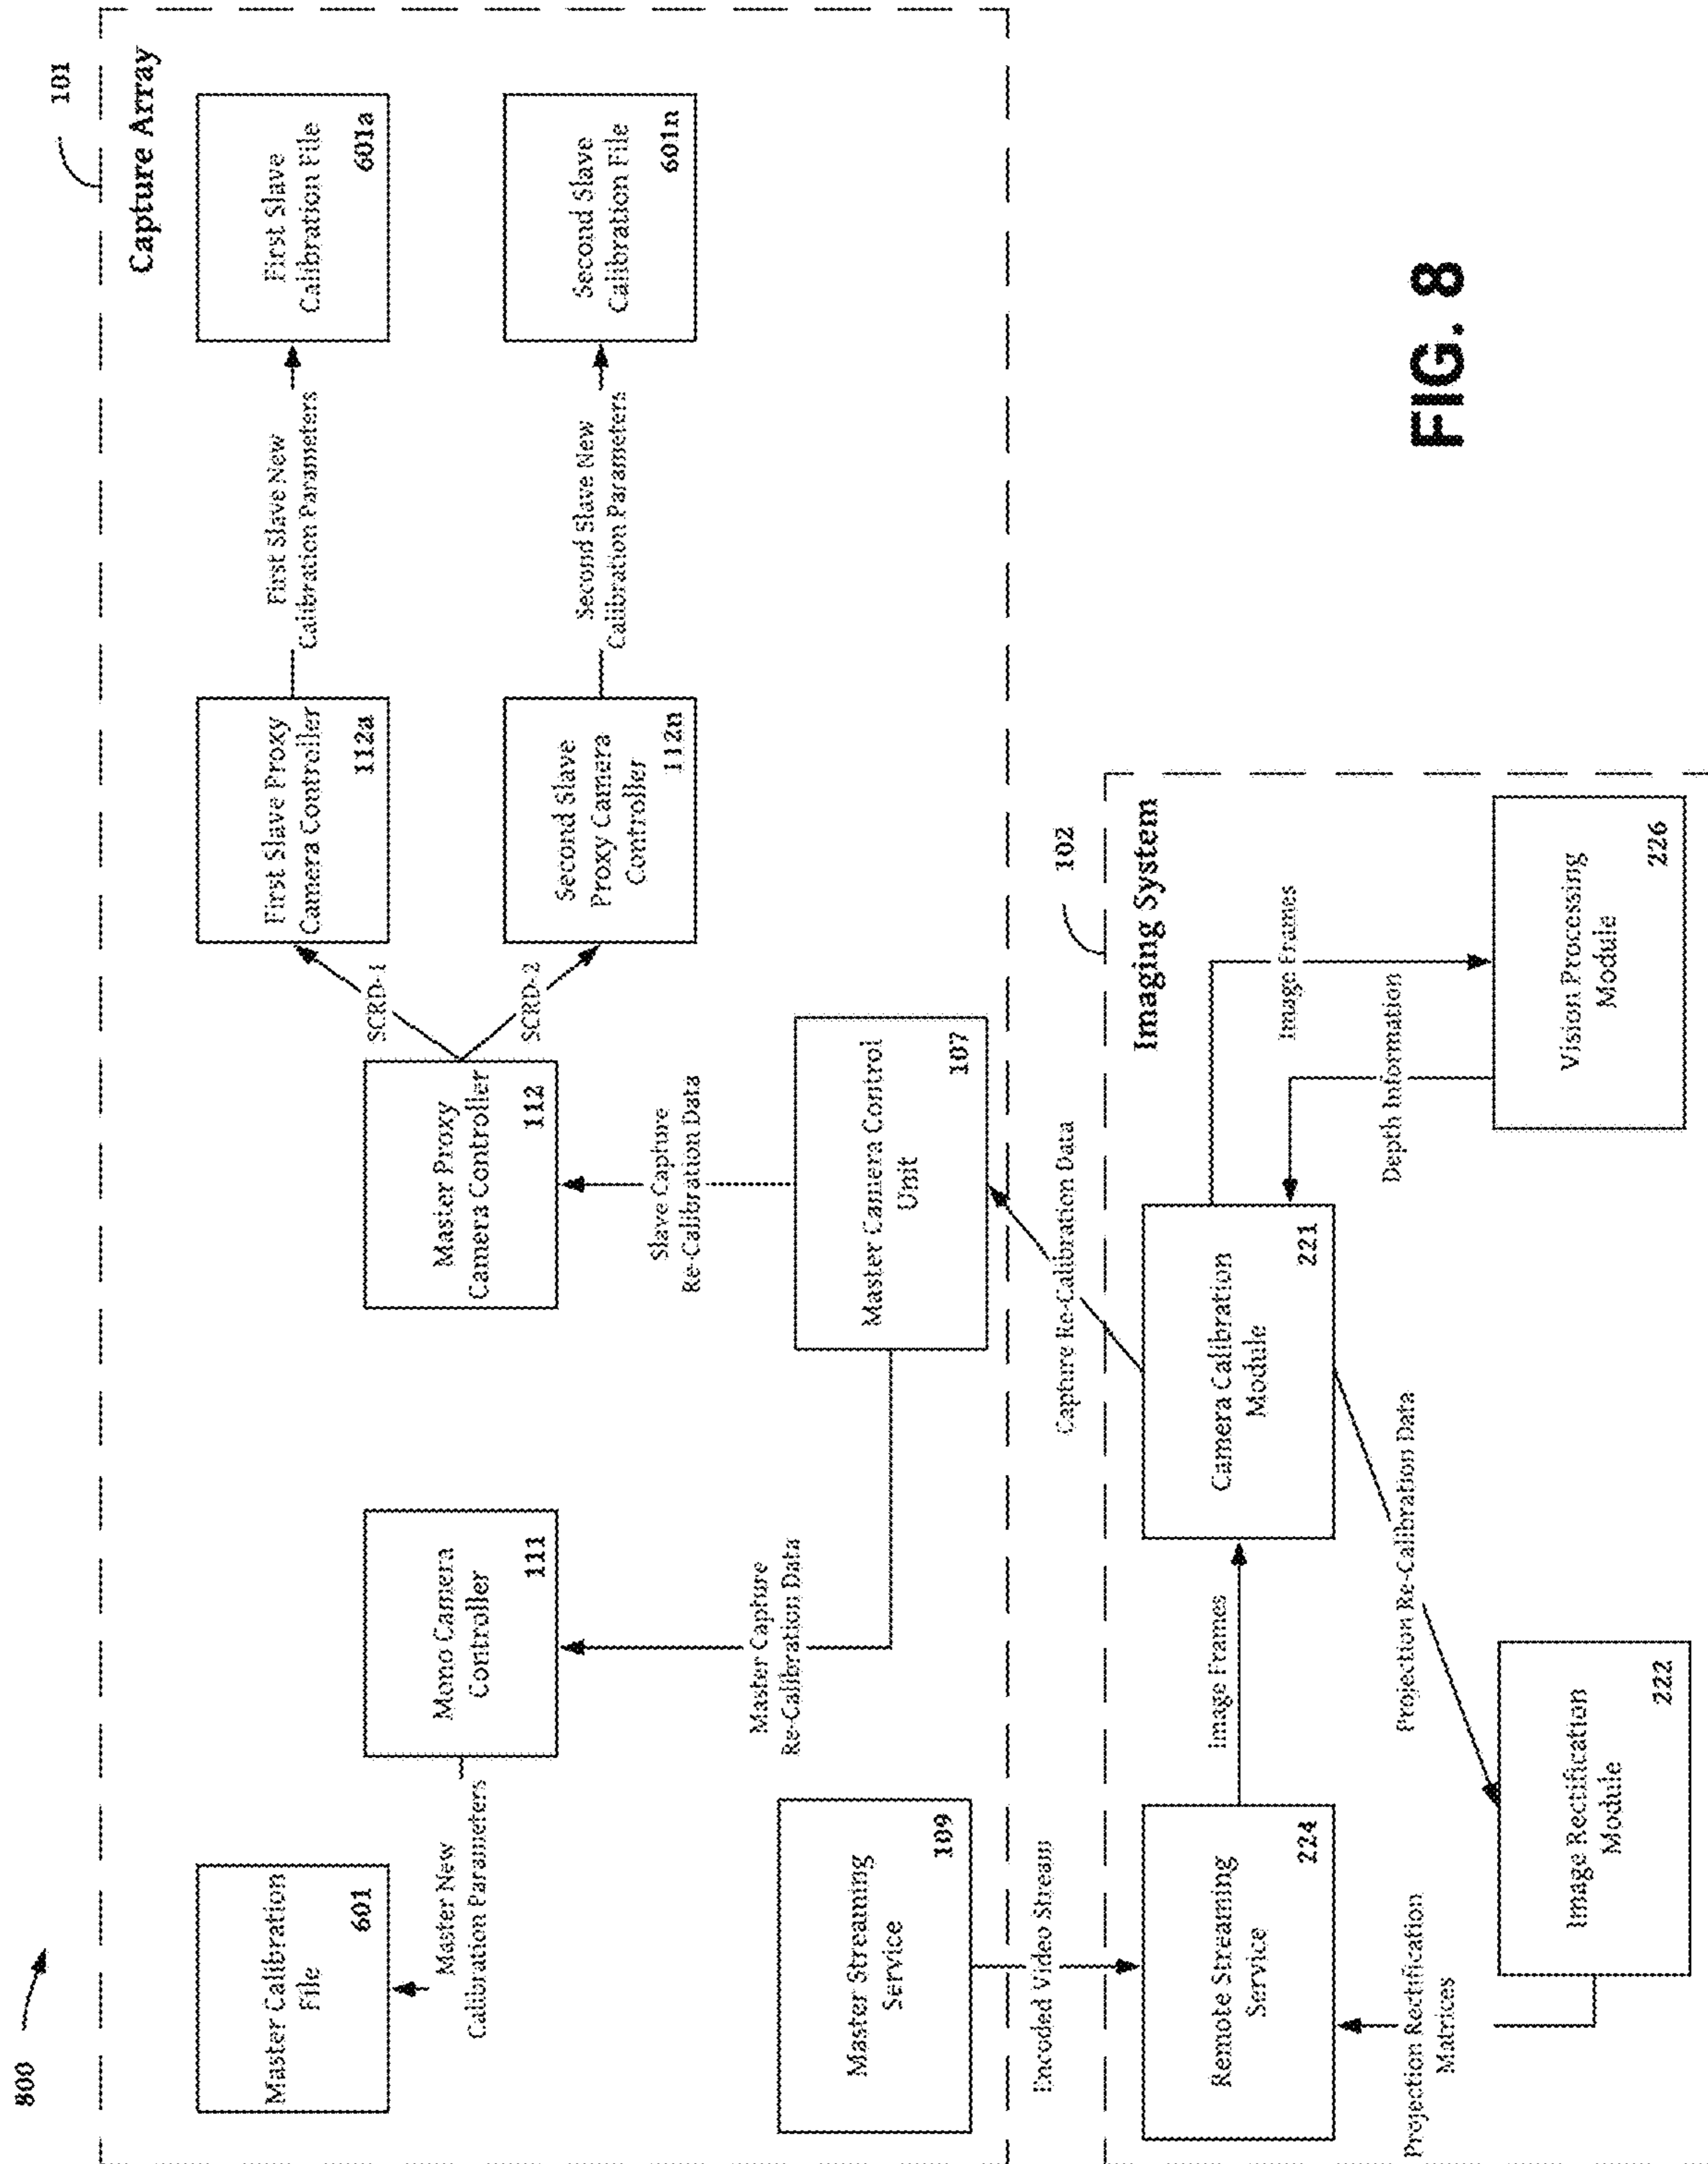 800
101
Capture Array
Master Calibration
File
601
Master New
Calibration Parameters
Mono Camera
Controller
111
Master Capture
Re-Calibration Data
Master Proxy
Camera Controller
112
Slave Capture
Re-Calibration Data
SCRD-1
SCRD-2
First Slave Proxy
Camera Controller
112a
Second Slave
Proxy Camera
Controller
112n
First Slave New
Calibration Parameters
Second Slave New
Calibration Parameters
First Slave
Calibration File
601a
Second Slave
Calibration File
601n
Master Streaming
Service
109
Master Camera Control
Unit
107
Encoded Video Stream
Capture Re-Calibration Data
102
Imaging System
Remote Streaming
Service
224
Image Frames
Camera Calibration
Module
221
Image Frames
Depth Information
Projection Rectification
Matrices
Projection Re-Calibration Data
Image Rectification
Module
222
Vision Processing
Module
226
FIG. 8